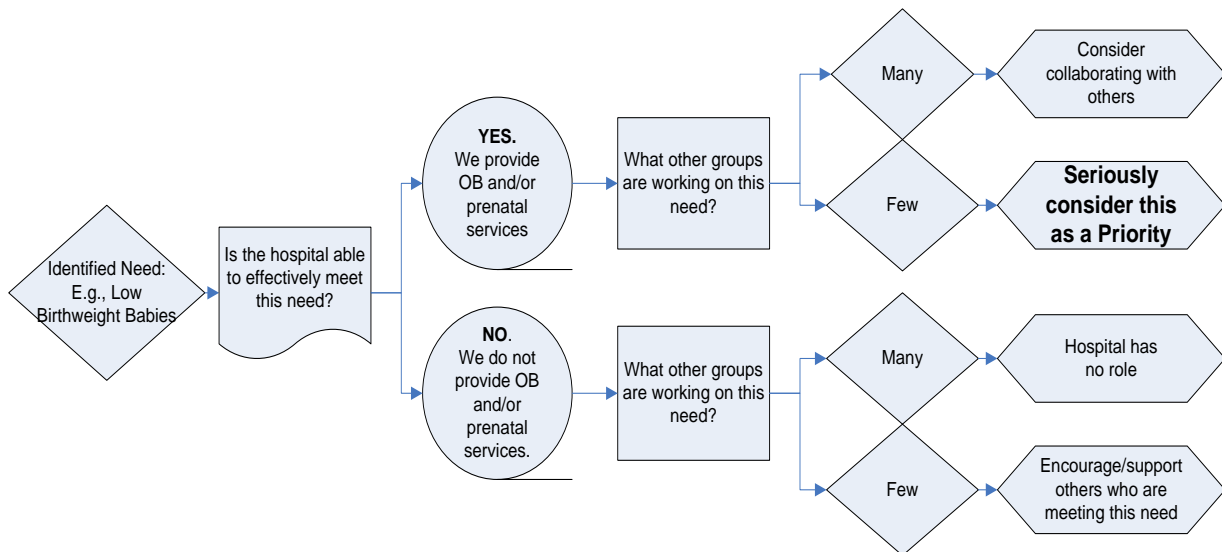 Identified Need:
E.g., Low
Birthweight Babies
Is the hospital able
to effectively meet
this need?
YES.
We provide
OB and/or
prenatal
services
What other groups
are working on this
need?
Many
Consider
collaborating with
others
Few
Seriously
consider this
as a Priority
NO.
We do not
provide OB
and/or
prenatal
services.
What other groups
are working on this
need?
Many
Hospital has
no role
Few
Encourage/support
others who are
meeting this need